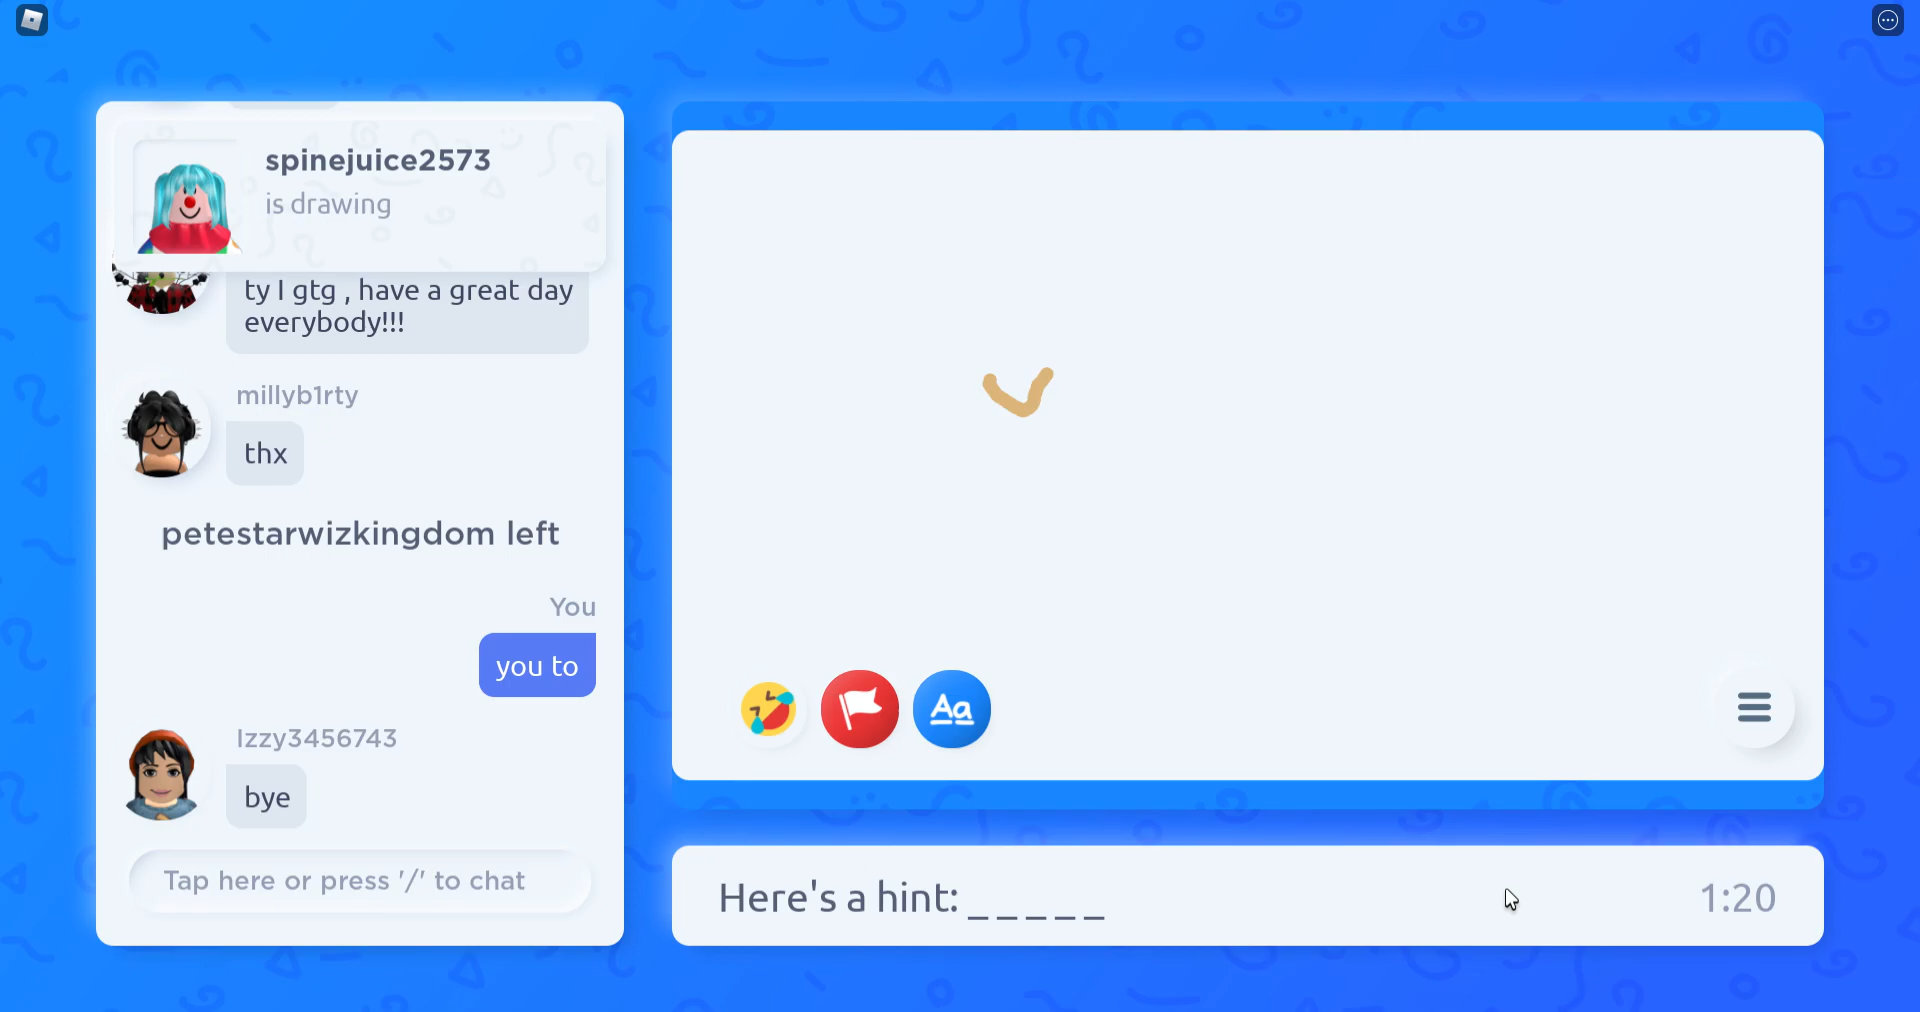 spinejuice2573
is drawing
ty I gtg , have a great day
everybody!!!
millyb1rty
thx
petestarwizkingdom left
You
you to
Izzy3456743
bye
Tap here or press '/' to chat
Aa
Here's a hint: _ _ _ _ _
1:20